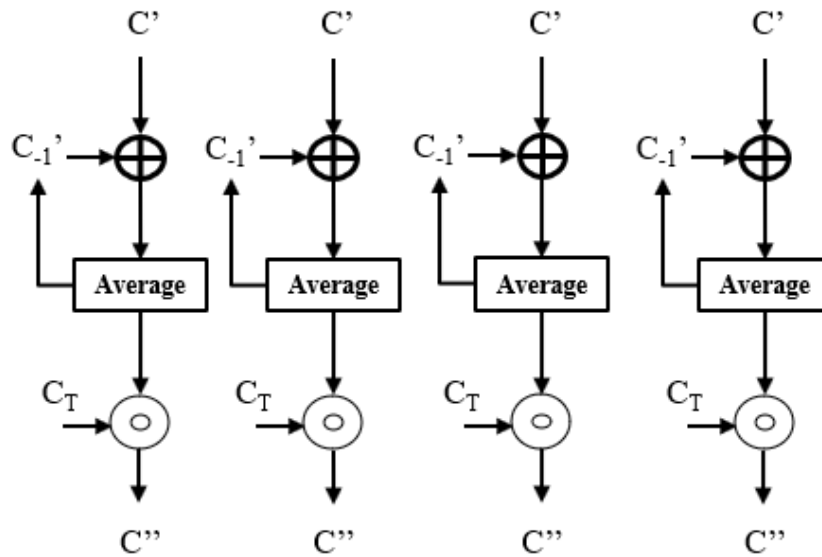 C’ C’ C’ C’
C-1’ C-1’ C-1’ C-1’
Average Average Average Average
CT CT CT CT
C’’ C’’ C’’ C’’